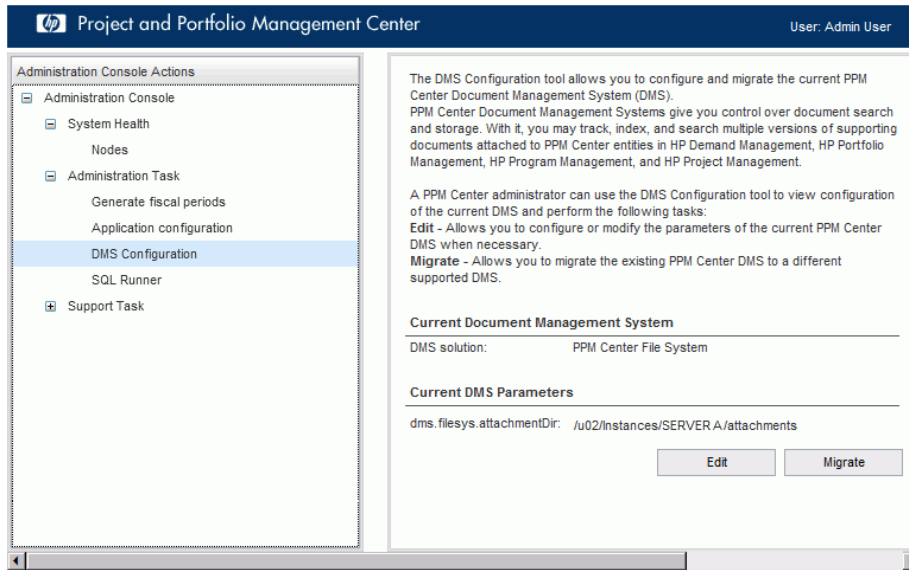 hp Project and Portfolio Management Center
User: Admin User
Administration Console Actions
Administration Console
System Health
Nodes
Administration Task
Generate fiscal periods
Application configuration
DMS Configuration
SQL Runner
Support Task
The DMS Configuration tool allows you to configure and migrate the current PPM
Center Document Management System (DMS).
PPM Center Document Management Systems give you control over document search
and storage. With it, you may track, index, and search multiple versions of supporting
documents attached to PPM Center entities in HP Demand Management, HP Portfolio
Management, HP Program Management, and HP Project Management.
A PPM Center administrator can use the DMS Configuration tool to view configuration
of the current DMS and perform the following tasks:
Edit - Allows you to configure or modify the parameters of the current PPM Center
DMS when necessary.
Migrate - Allows you to migrate the existing PPM Center DMS to a different
supported DMS.
Current Document Management System
DMS solution: PPM Center File System
Current DMS Parameters
dms.filesys.attachmentDir: /u02/Instances/SERVER A/attachments
Edit Migrate